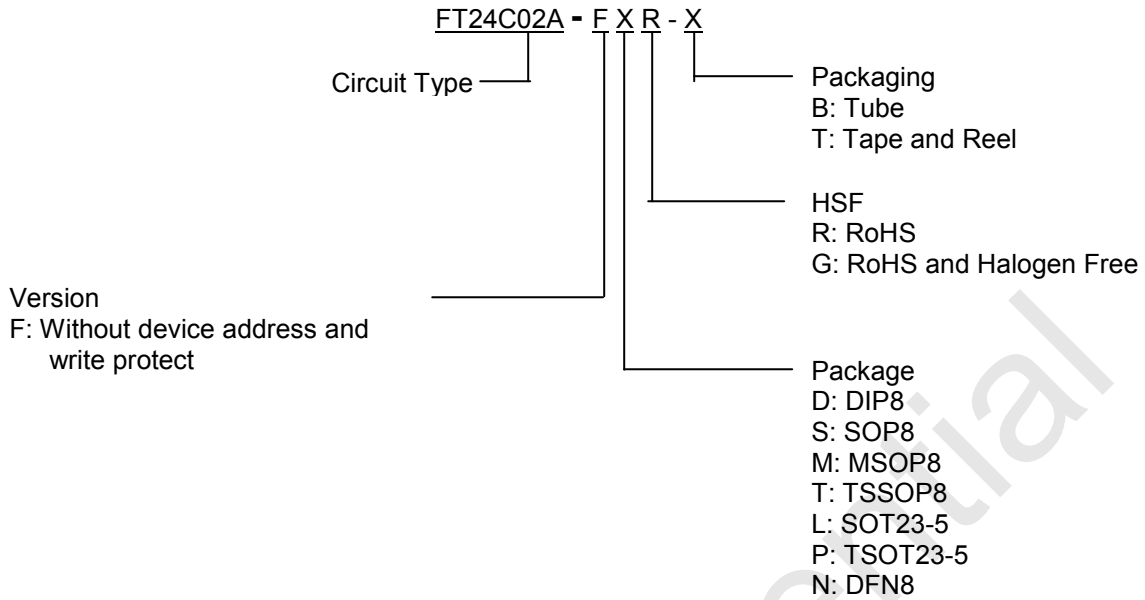 FT24C02A - F X R - X
Circuit Type
Packaging
B: Tube
T: Tape and Reel
HSF
R: RoHS
G: RoHS and Halogen Free
Version
F: Without device address and
write protect
Package
D: DIP8
S: SOP8
M: MSOP8
T: TSSOP8
L: SOT23-5
P: TSOT23-5
N: DFN8